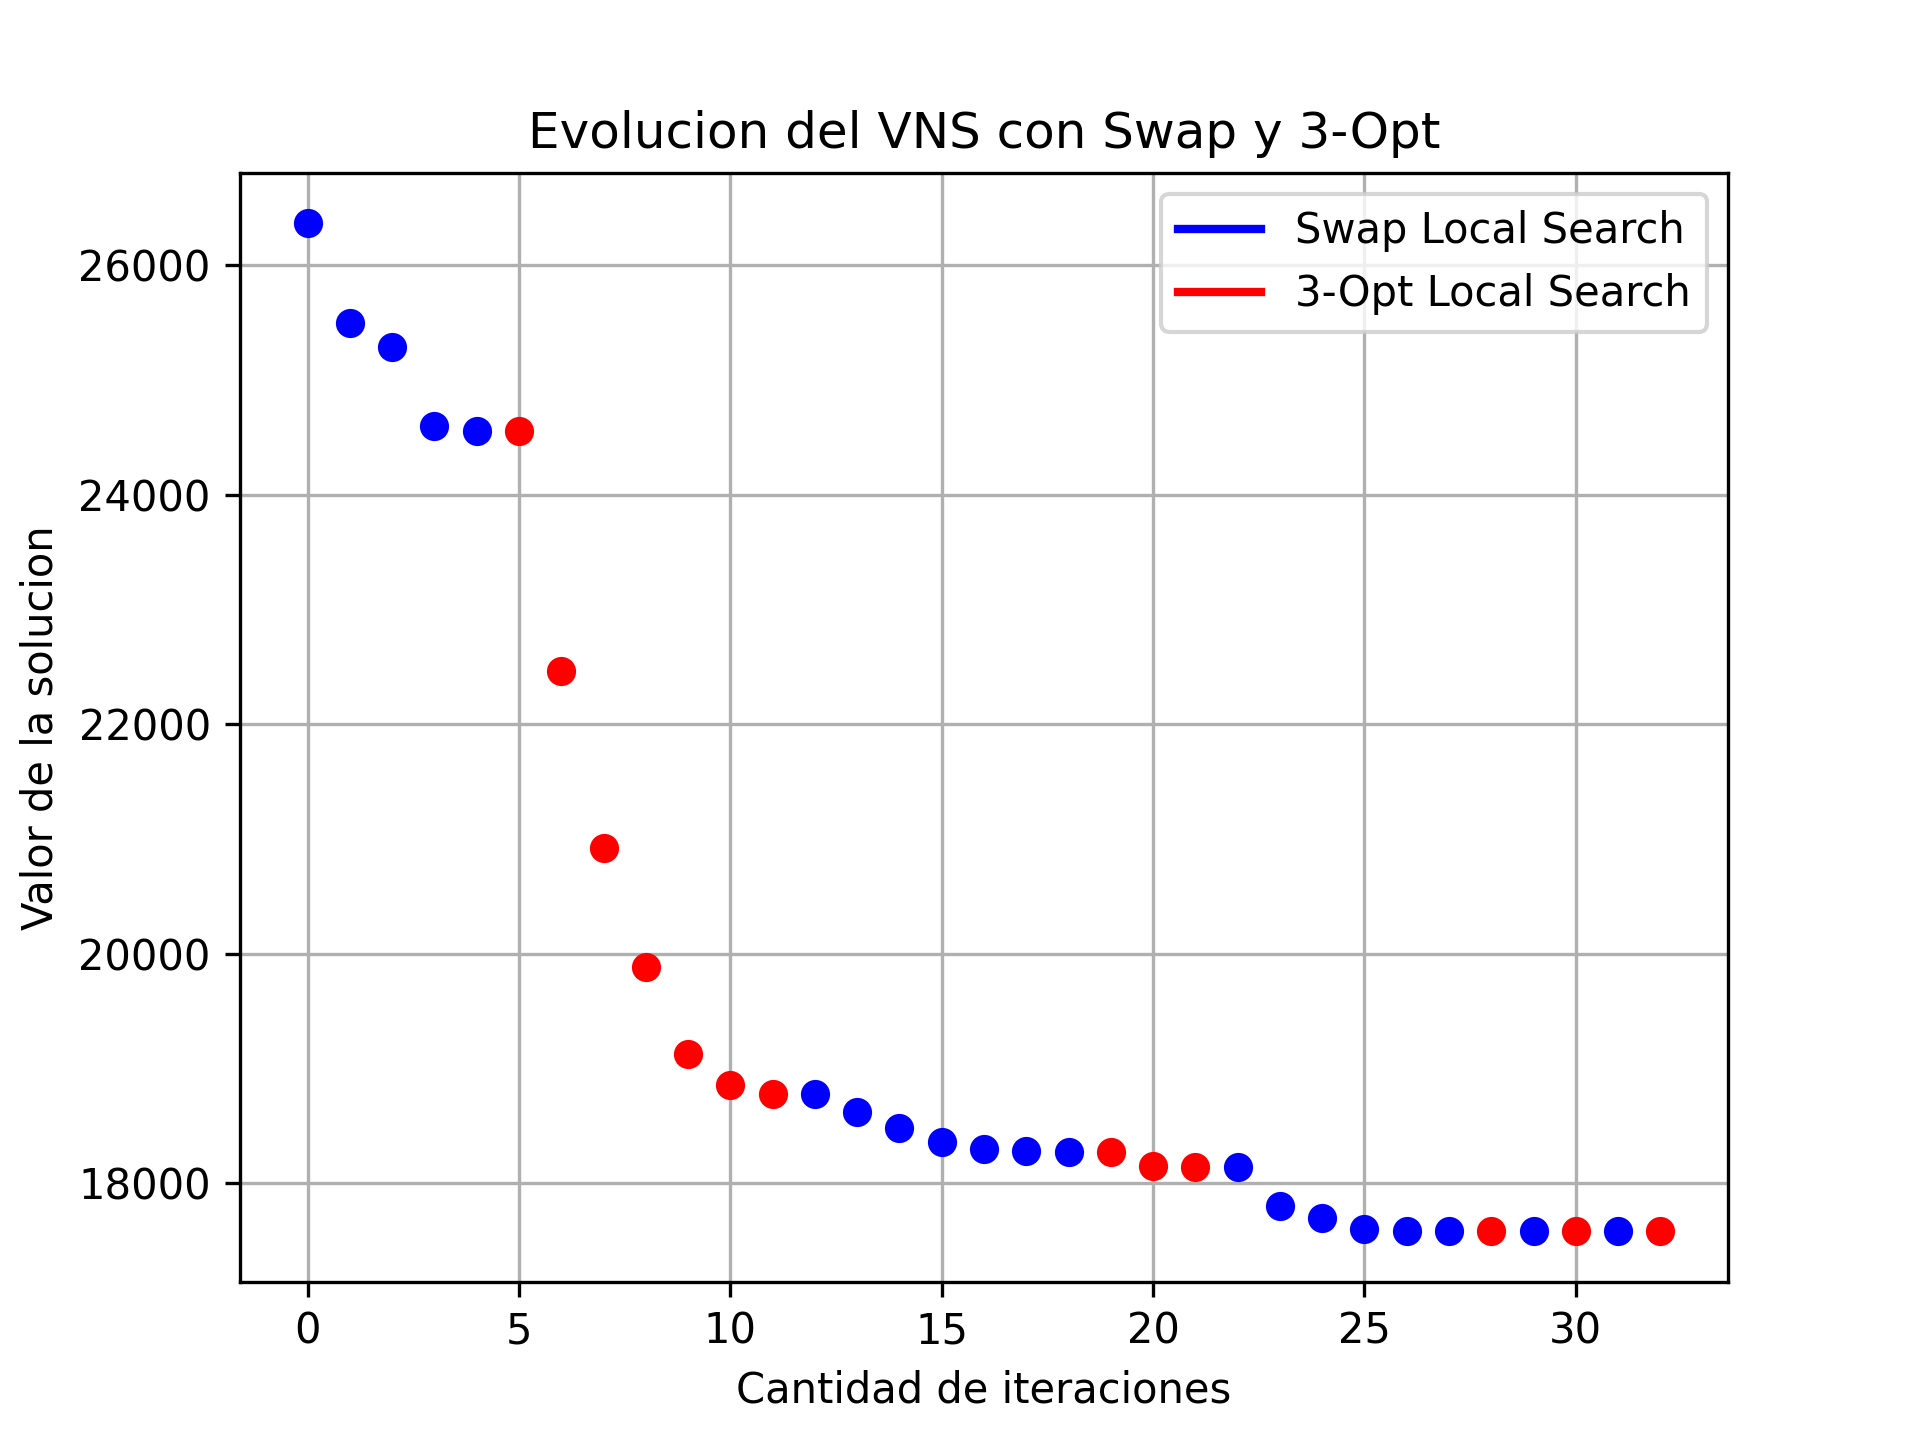 Evolucion del VNS con Swap y 3-Opt
Swap Local Search
3-Opt Local Search
Valor de la solucion
26000
24000
22000
20000
18000
0 5 10 15 20 25 30
Cantidad de iteraciones